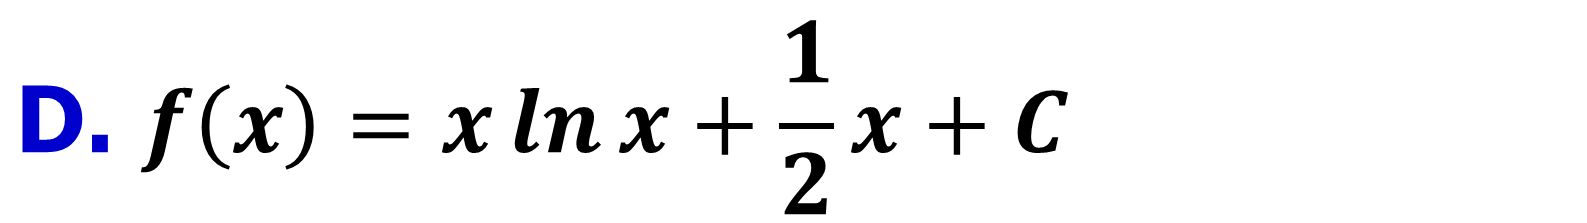 D. f(x) = x ln x + 1/2 x + C